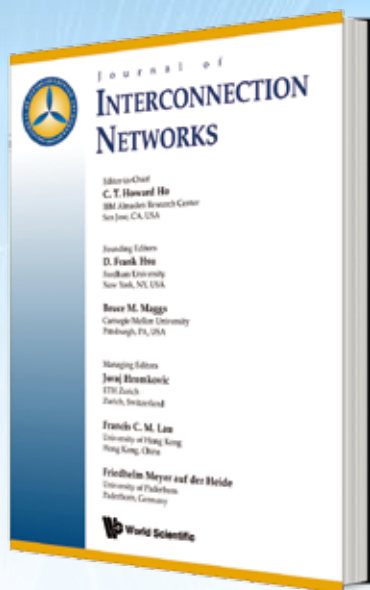 Journal of
INTERCONNECTION
NETWORKS
Editor-in-Chief
C. T. Howard Ho
IBM Almaden Research Center
San Jose, CA, USA
Founding Editors
D. Frank Hsu
Fordham University
New York, NY, USA
Bruce M. Maggs
Carnegie Mellon University
Pittsburgh, PA, USA
Managing Editors
Juraj Hromkovic
ETH Zurich
Zurich, Switzerland
Francis C. M. Lau
University of Hong Kong
Hong Kong, China
Friedhelm Meyer auf der Heide
University of Paderborn
Paderborn, Germany
World Scientific